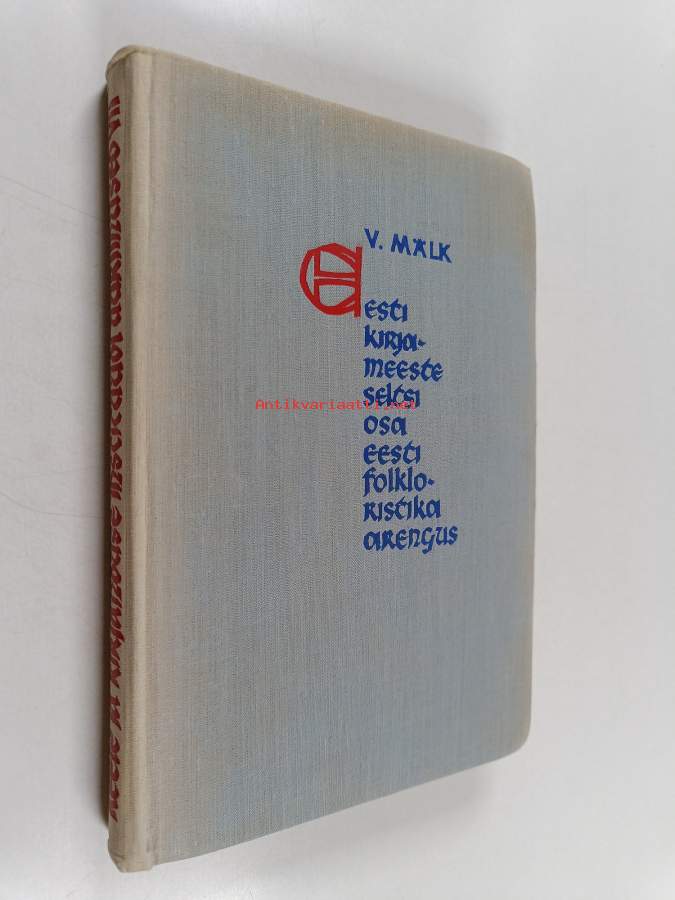 V. MÄLK
Eesti
kirja-
meeste
seltsi
Antikvariaatti.net
osa
eesti
folklo-
ristika
arengus